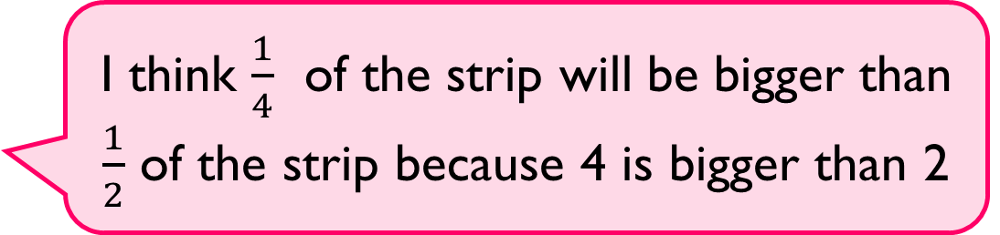 I think 1/4 of the strip will be bigger than
1/2 of the strip because 4 is bigger than 2